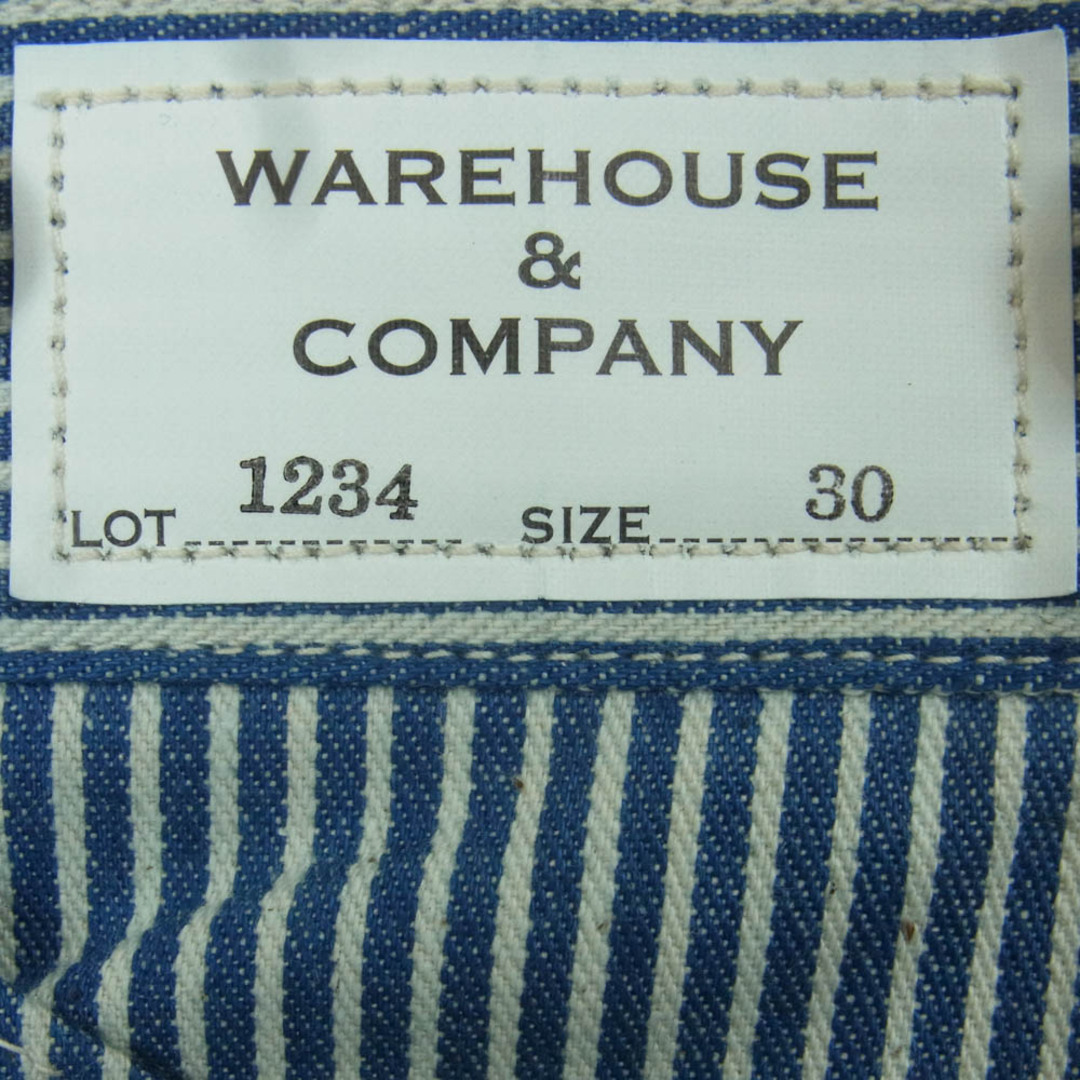 WAREHOUSE
&
COMPANY
LOT 1234 SIZE 30